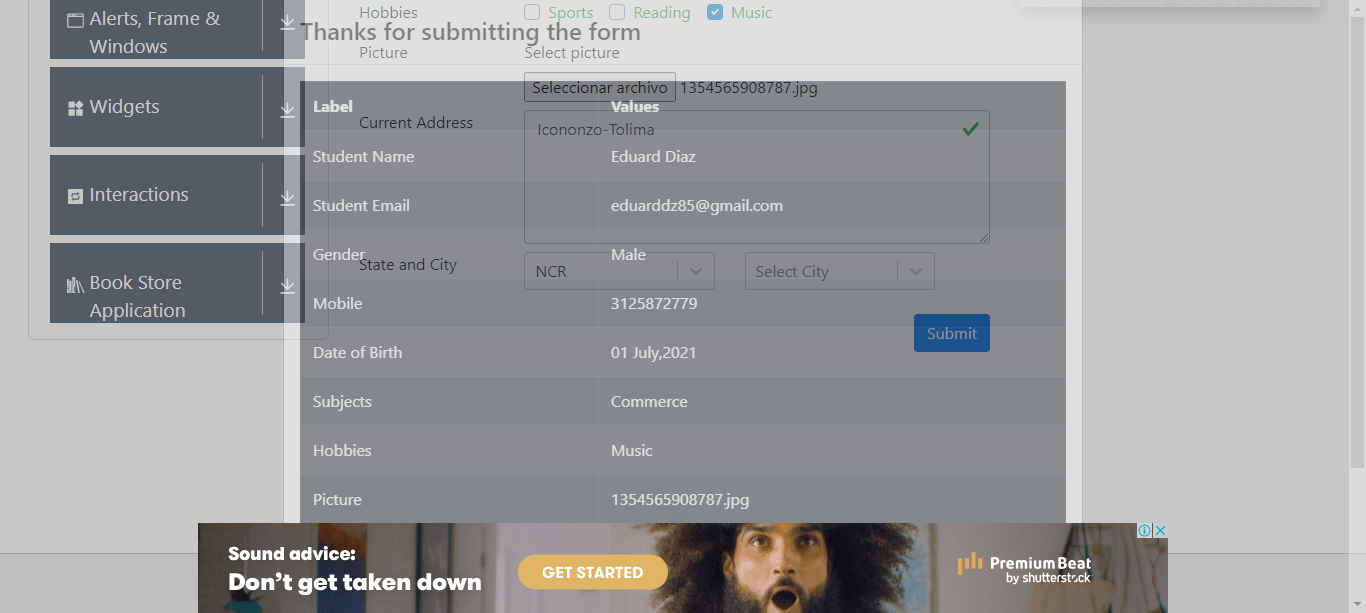 Alerts, Frame &
Windows
Widgets
Interactions
Book Store
Application
Hobbies
Sports
Reading
Music
Thanks for submitting the form
Picture
Select picture
Seleccionar archivo
1354565908787.jpg
Label Values
Current Address
Icononzo-Tolima
Student Name Eduard Diaz
Student Email eduarddz85@gmail.com
Gender Male
State and City
NCR
Select City
Mobile 3125872779
Submit
Date of Birth 01 July,2021
Subjects Commerce
Hobbies Music
Picture 1354565908787.jpg
Sound advice:
Don't get taken down
GET STARTED
PremiumBeat
by shutterstock